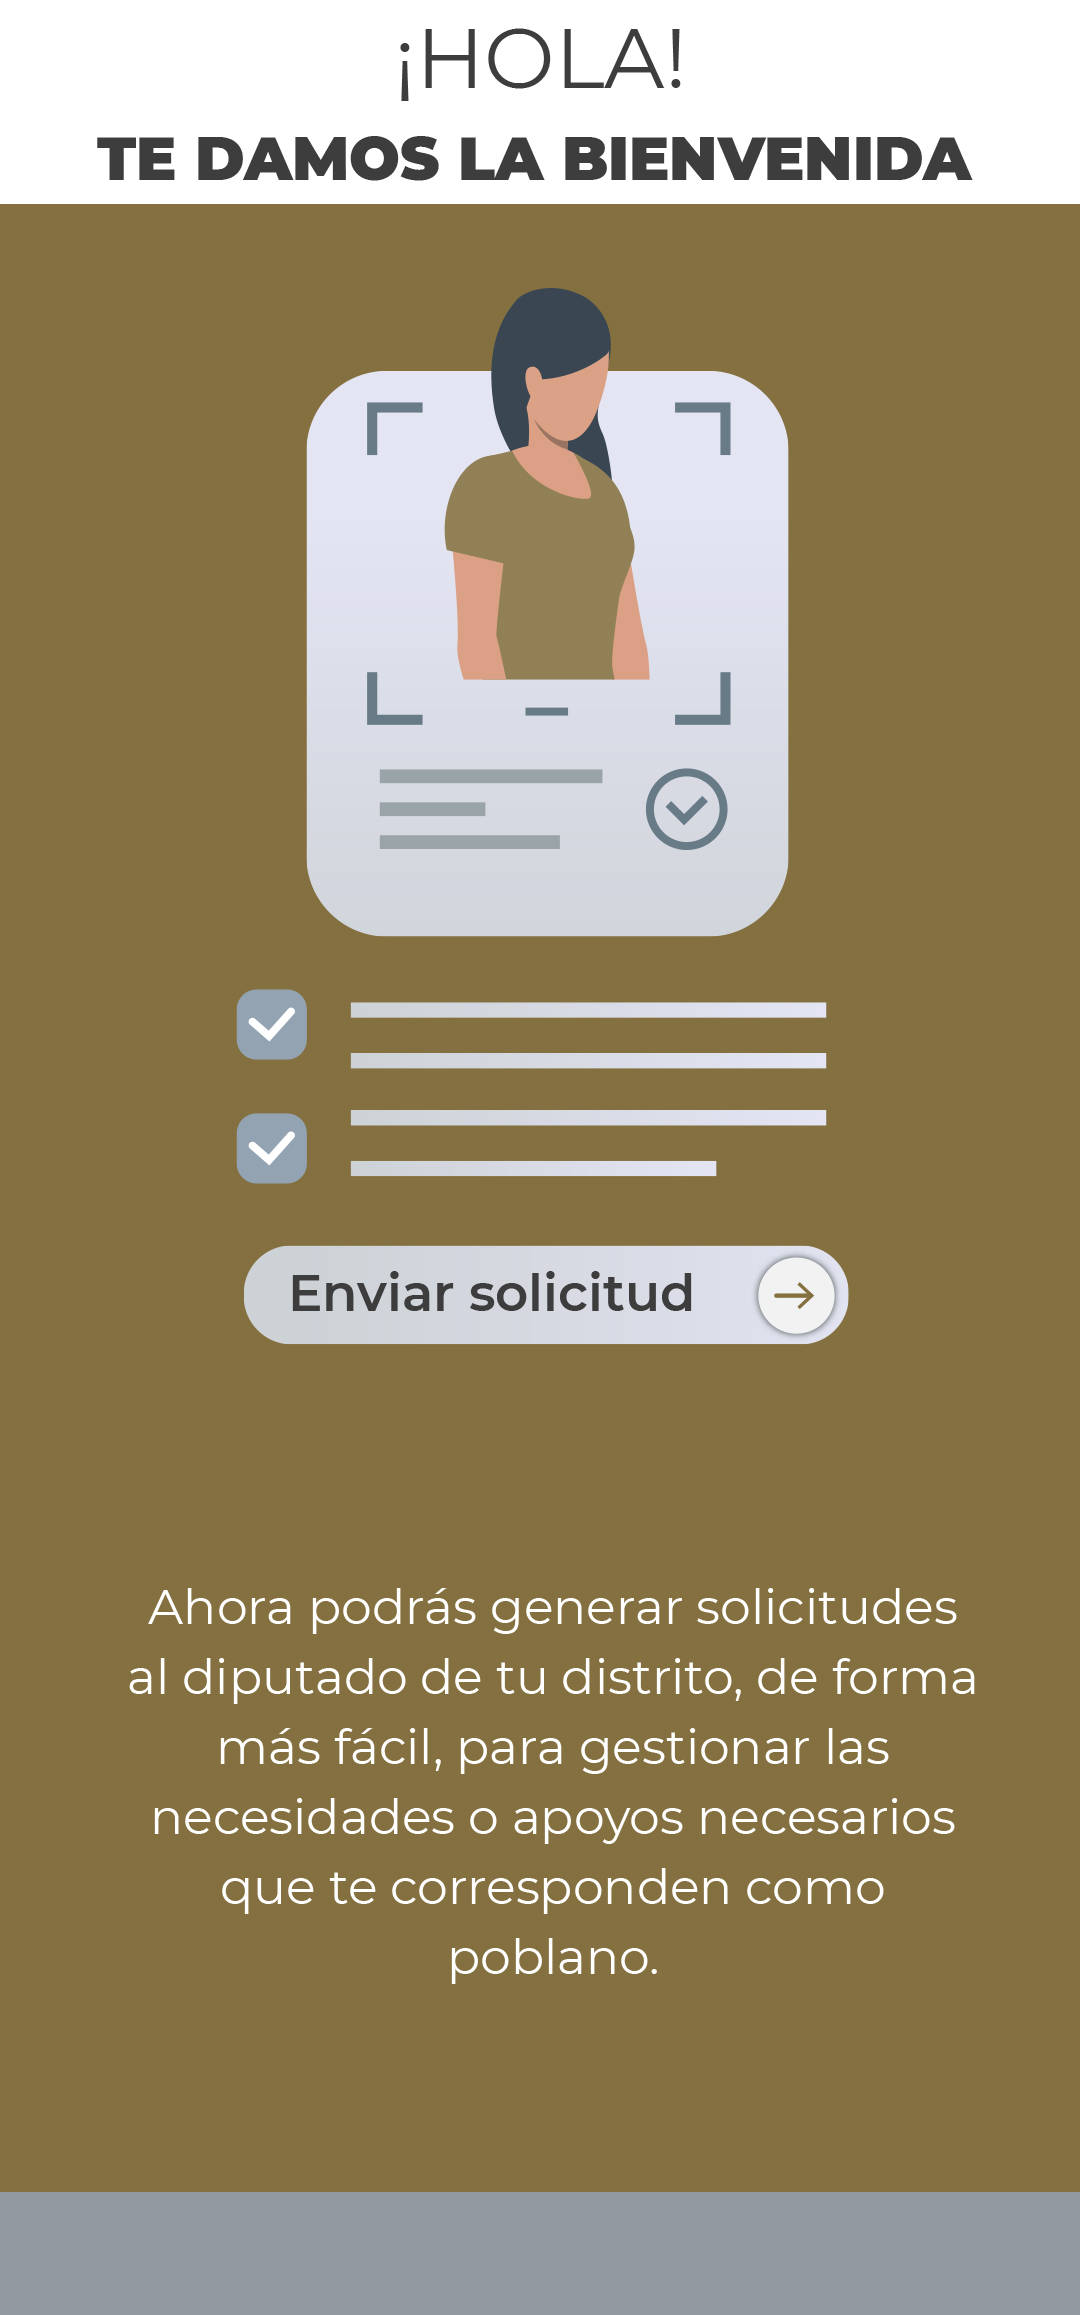 ¡HOLA!
TE DAMOS LA BIENVENIDA
Enviar solicitud
Ahora podrás generar solicitudes
al diputado de tu distrito, de forma
más fácil, para gestionar las
necesidades o apoyos necesarios
que te corresponden como
poblano.